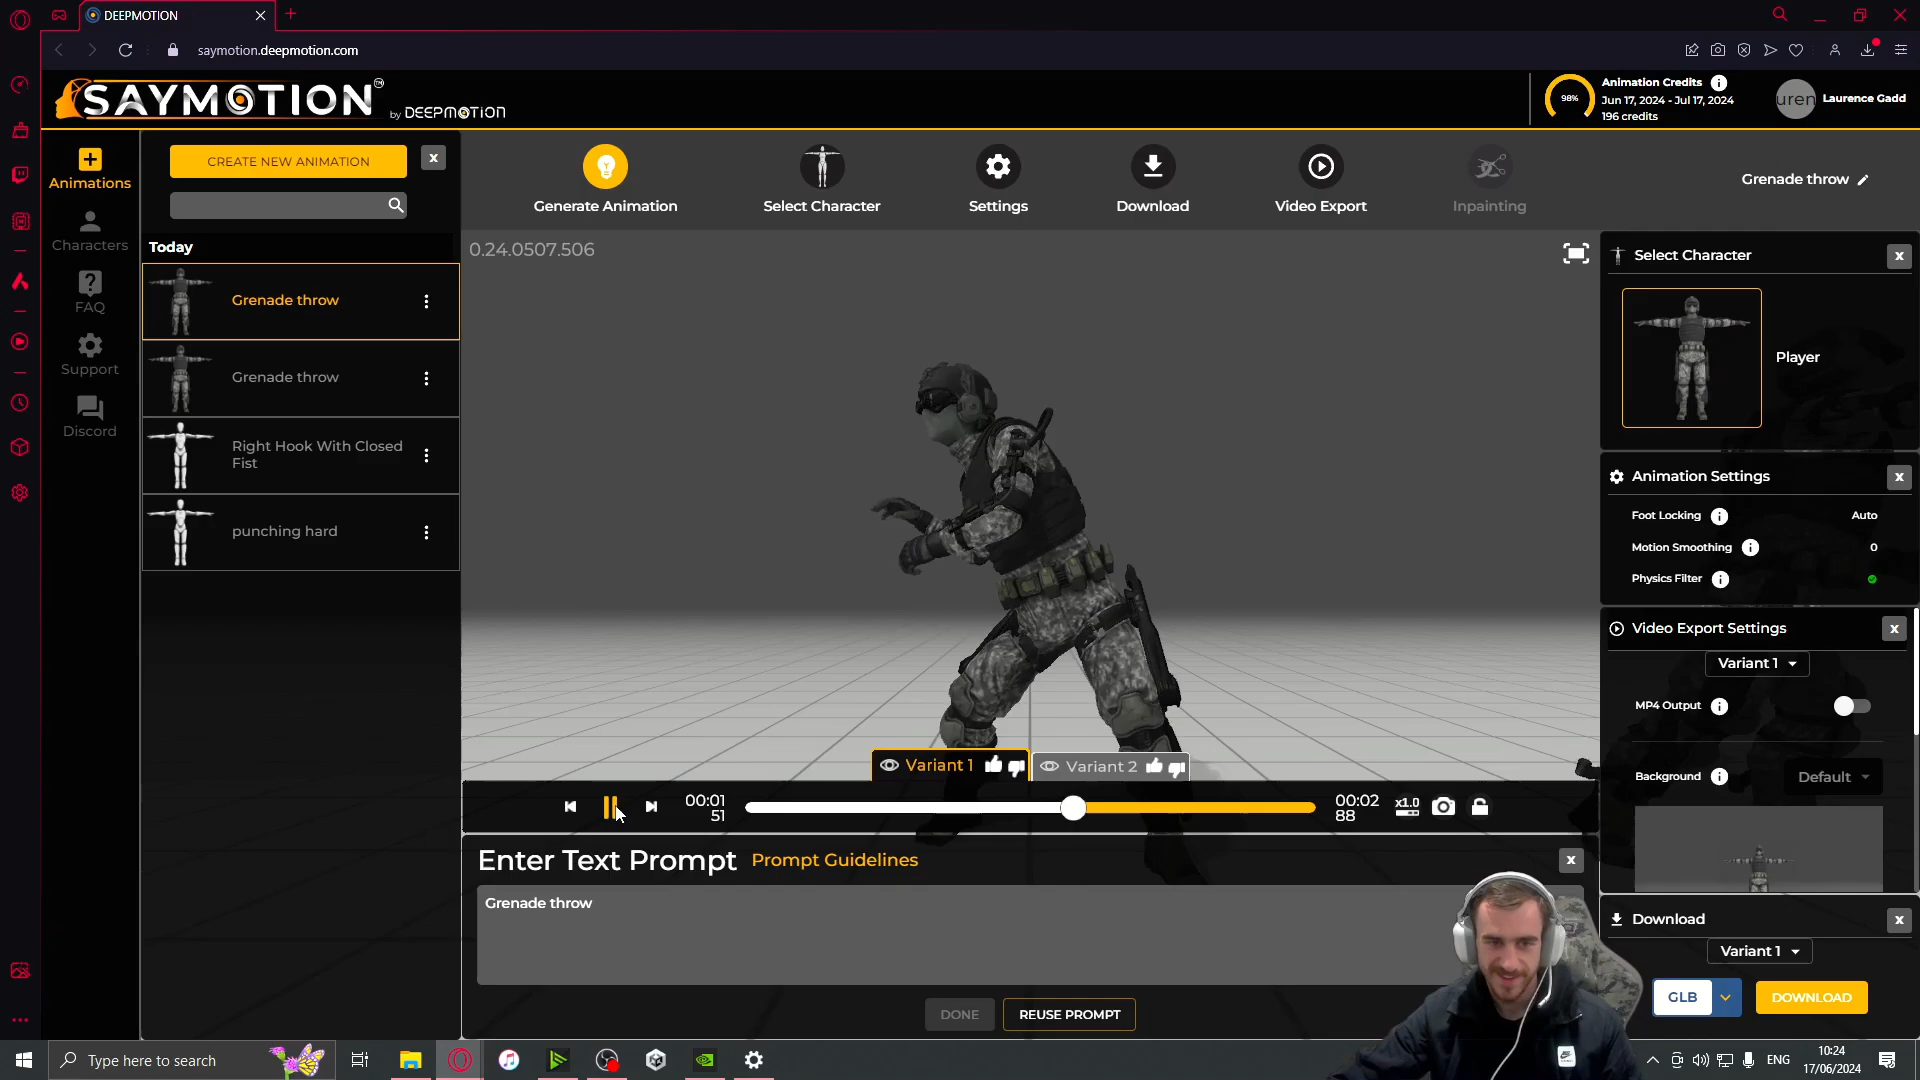 DEEPMOTION
saymotion.deepmotion.com
SAYMOTION™
by DEEPMOTION
98%
Animation Credits
Jun 17, 2024 - Jul 17, 2024
196 credits
uren
Laurence Gadd
Animations
Characters
FAQ
Support
Discord
CREATE NEW ANIMATION
x
Today
Grenade throw
Grenade throw
Right Hook With Closed
Fist
punching hard
Generate Animation
Select Character
Settings
Download
Video Export
Inpainting
Grenade throw
0.24.0507.506
Select Character
x
Player
Animation Settings
x
Foot Locking
Auto
Motion Smoothing
0
Physics Filter
Video Export Settings
x
Variant 1
MP4 Output
Background
Default
Variant 1
Variant 2
00:01
51
00:02
88
x1.0
Enter Text Prompt
Prompt Guidelines
x
Grenade throw
DONE
REUSE PROMPT
Download
x
Variant 1
GLB
DOWNLOAD
Type here to search
ENG
10:24
17/06/2024